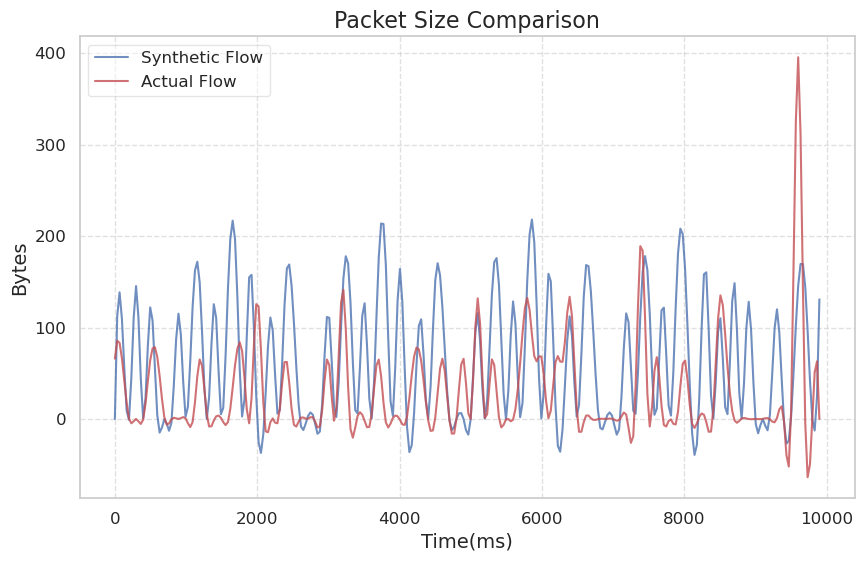 Packet Size Comparison
Synthetic Flow
Actual Flow
400
300
200
100
0
Bytes
0 2000 4000 6000 8000 10000
Time(ms)